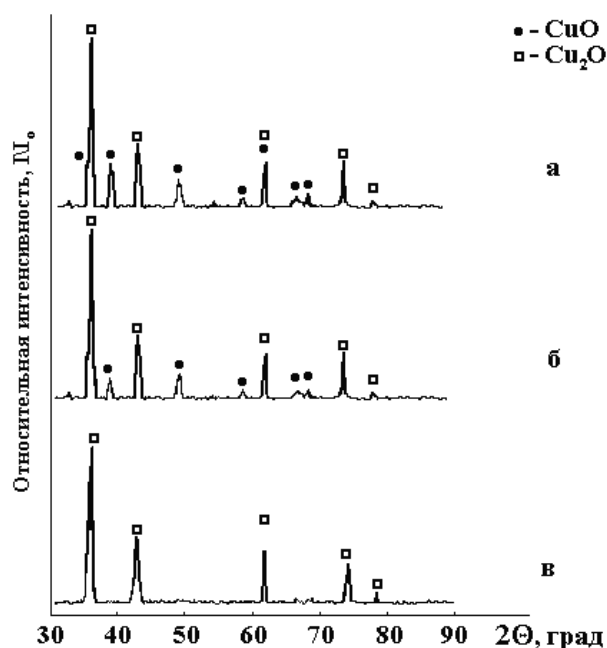 ● - CuO
□ - Cu₂O
а
б
в
Относительная интенсивность, I\I₀
30 40 50 60 70 80 90 2Θ, град